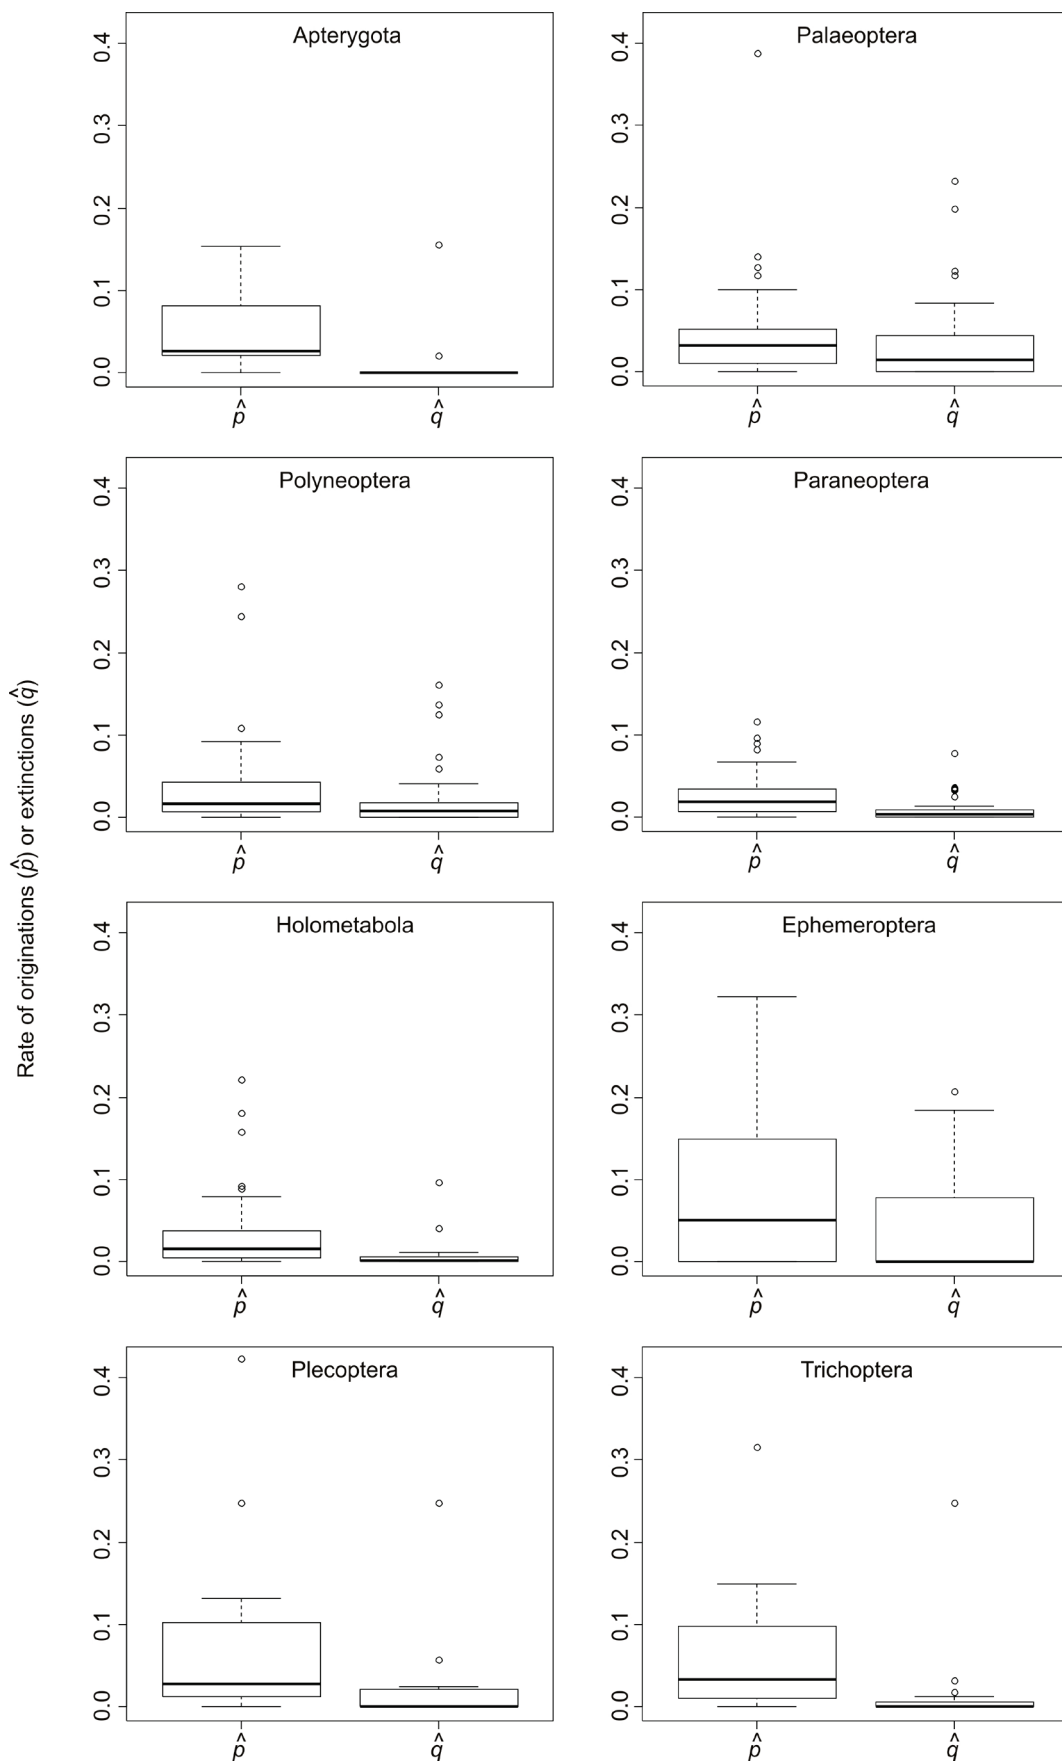 Rate of originations (p̂) or extinctions (q̂)
Apterygota
0.4
0.3
0.2
0.1
0.0
p̂ q̂
Palaeoptera
0.4
0.3
0.2
0.1
0.0
p̂ q̂
Polyneoptera
0.4
0.3
0.2
0.1
0.0
p̂ q̂
Paraneoptera
0.4
0.3
0.2
0.1
0.0
p̂ q̂
Holometabola
0.4
0.3
0.2
0.1
0.0
p̂ q̂
Ephemeroptera
0.4
0.3
0.2
0.1
0.0
p̂ q̂
Plecoptera
0.4
0.3
0.2
0.1
0.0
p̂ q̂
Trichoptera
0.4
0.3
0.2
0.1
0.0
p̂ q̂